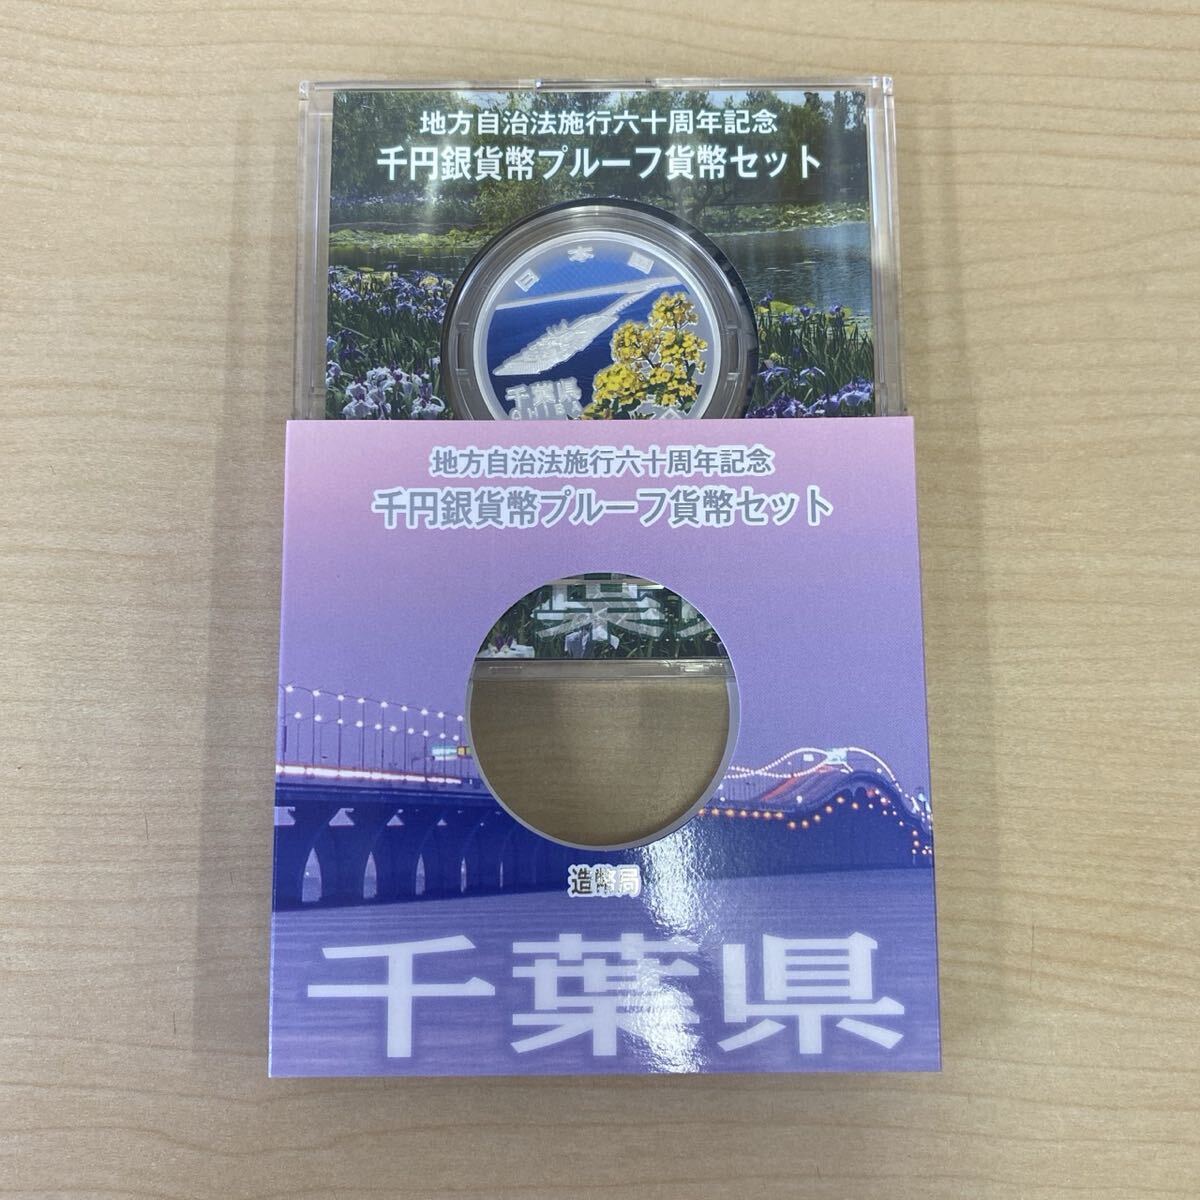 地方自治法施行六十周年記念
千円銀貨幣プルーフ貨幣セット
日本国
千葉県
CHIBA
地方自治法施行六十周年記念
千円銀貨幣プルーフ貨幣セット
葉県
造幣局
千葉県